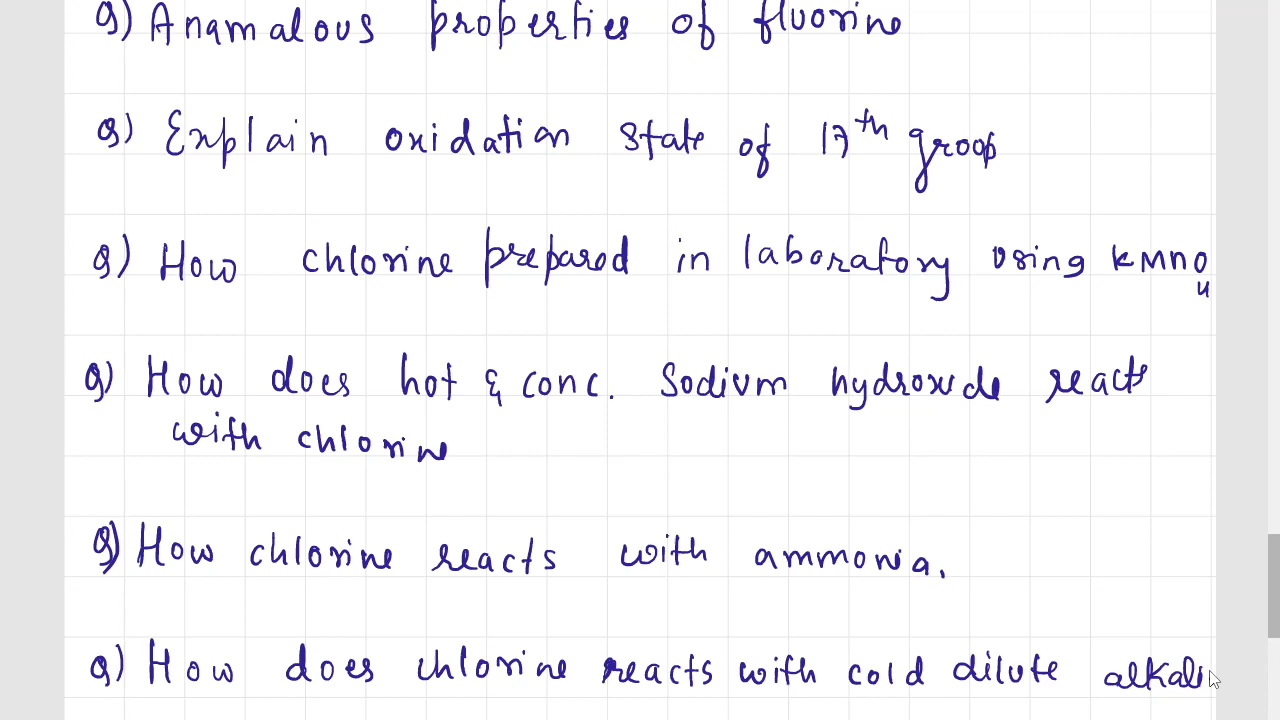 Q) Anamalous properties of fluorine
Q) Explain oxidation state of 17th group
Q) How chlorine prepared in laboratory using KMnO4
Q) How does hot & conc. Sodium hydroxide reacts
with chlorine
Q) How chlorine reacts with ammonia.
Q) How does chlorine reacts with cold dilute alkali